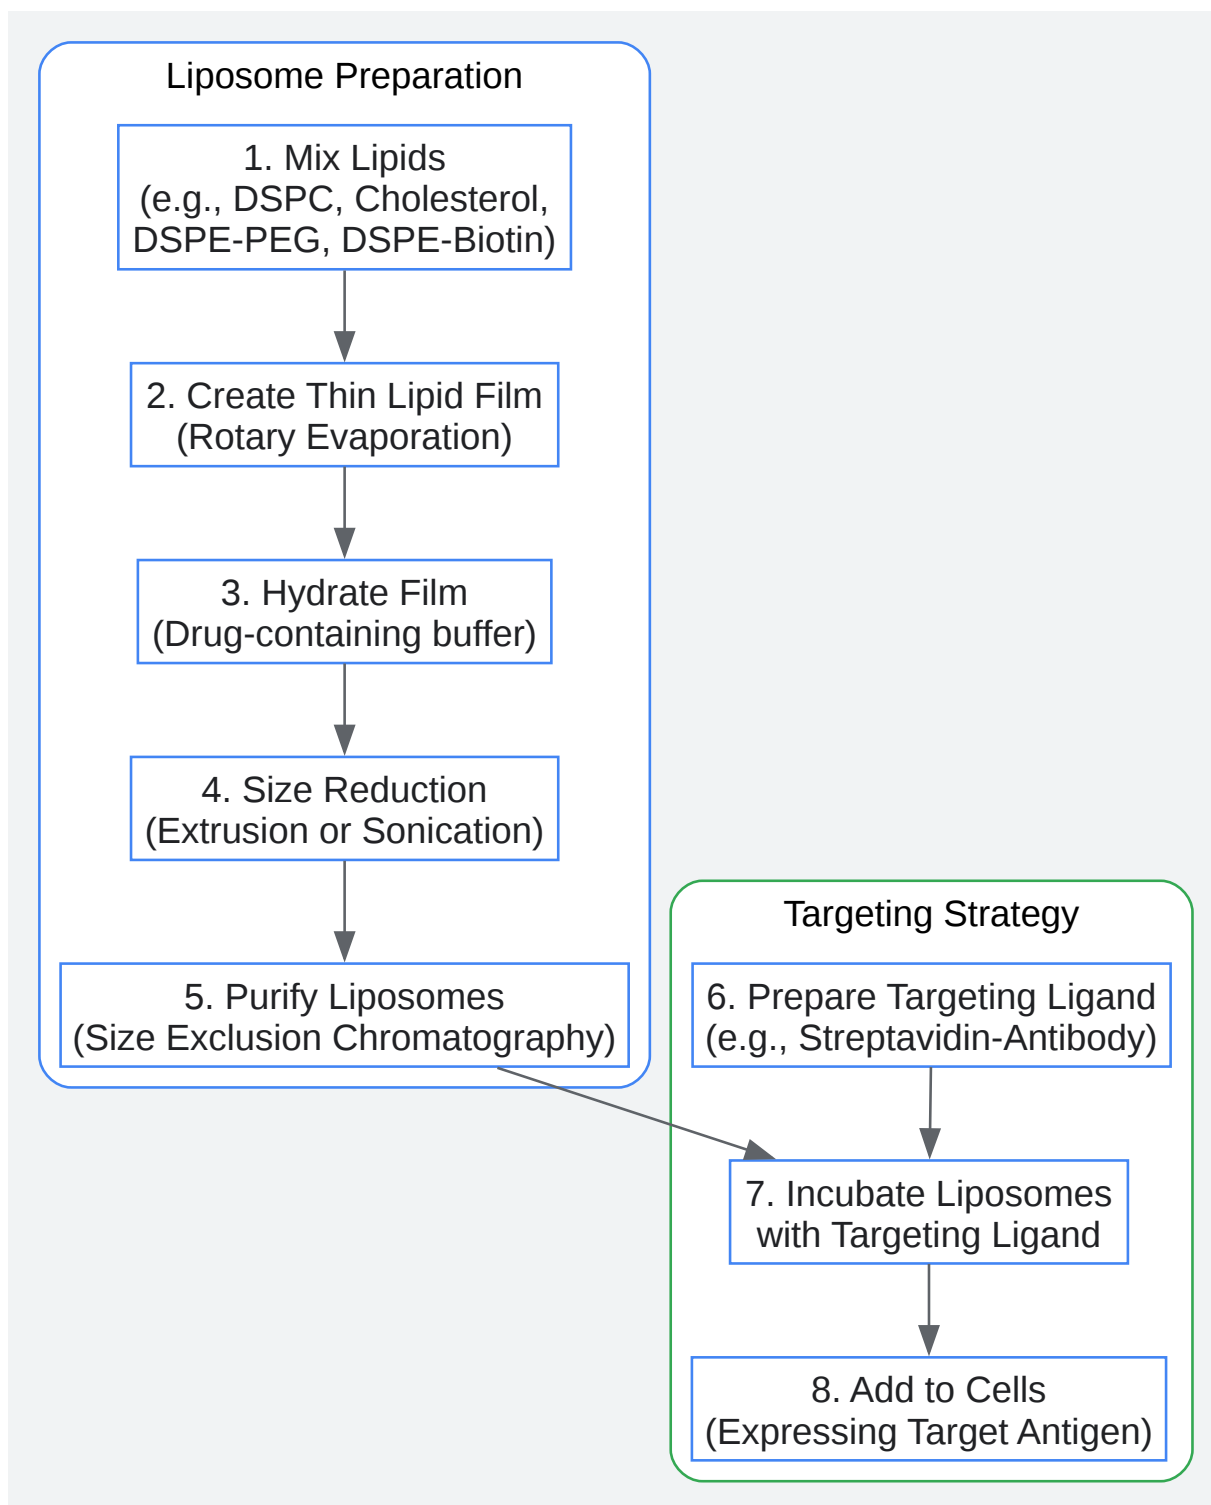 Liposome Preparation
1. Mix Lipids
(e.g., DSPC, Cholesterol,
DSPE-PEG, DSPE-Biotin)
2. Create Thin Lipid Film
(Rotary Evaporation)
3. Hydrate Film
(Drug-containing buffer)
4. Size Reduction
(Extrusion or Sonication)
5. Purify Liposomes
(Size Exclusion Chromatography)
Targeting Strategy
6. Prepare Targeting Ligand
(e.g., Streptavidin-Antibody)
7. Incubate Liposomes
with Targeting Ligand
8. Add to Cells
(Expressing Target Antigen)